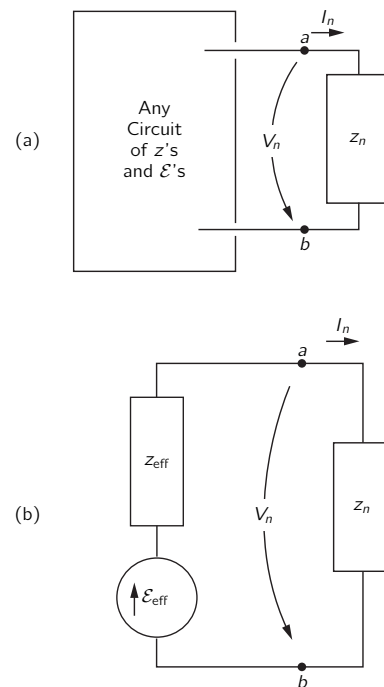 a
I_n
(a)
Any
Circuit
of z's
and ℰ's
V_n
z_n
b
I_n
a
z_eff
(b)
V_n
z_n
ℰ_eff
b